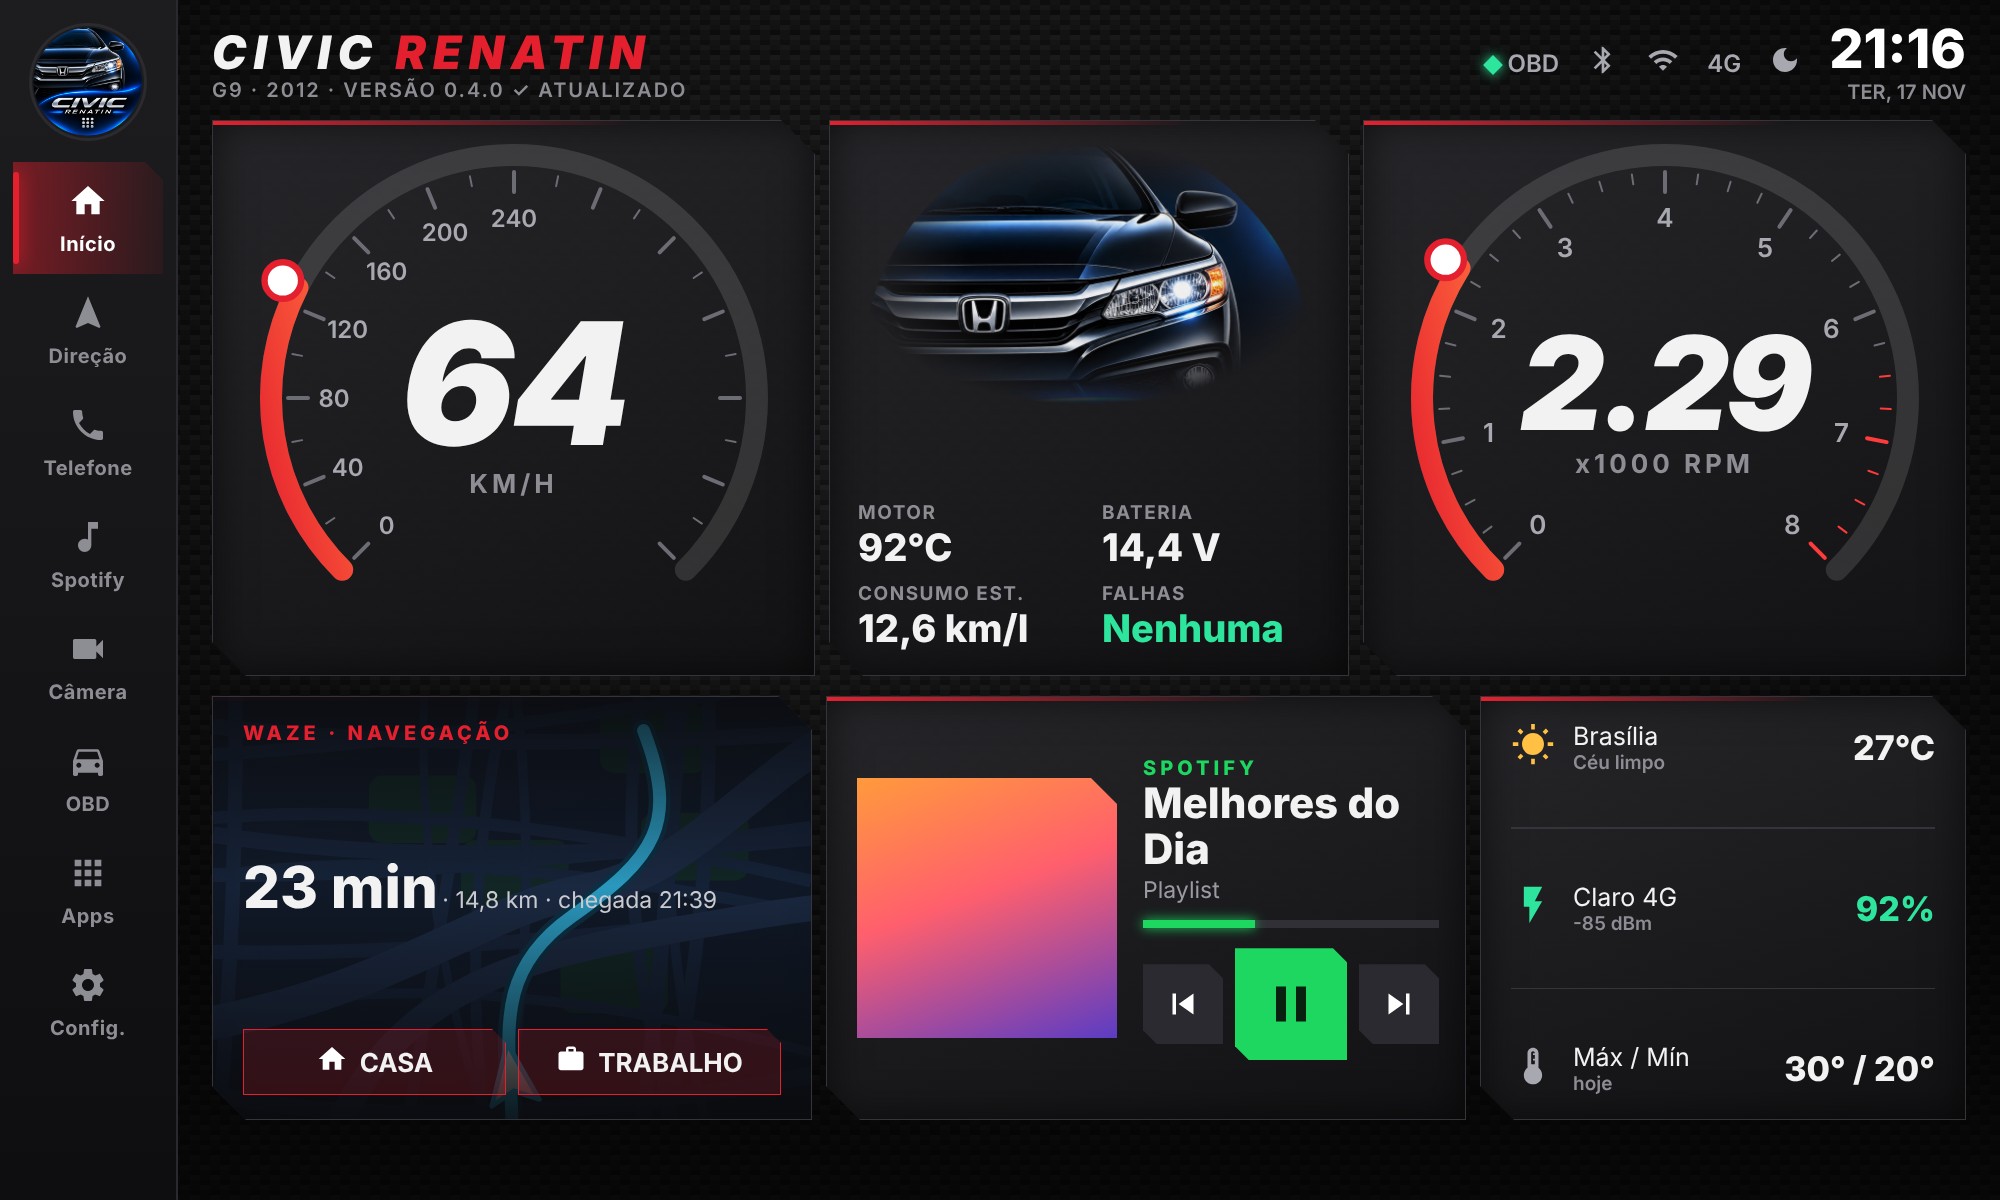 CIVIC RENATIN
G9 · 2012 · VERSÃO 0.4.0 ✓ ATUALIZADO
OBD
4G
21:16
TER, 17 NOV
CIVIC
RENATIN
Início
Direção
Telefone
Spotify
Câmera
OBD
Apps
Config.
0
40
80
120
160
200
240
64
KM/H
MOTOR
92°C
BATERIA
14,4 V
CONSUMO EST.
12,6 km/l
FALHAS
Nenhuma
0
1
2
3
4
5
6
7
8
2.29
x1000 RPM
WAZE · NAVEGAÇÃO
23 min · 14,8 km · chegada 21:39
CASA
TRABALHO
SPOTIFY
Melhores do
Dia
Playlist
Brasília
Céu limpo
27°C
Claro 4G
-85 dBm
92%
Máx / Mín
hoje
30° / 20°